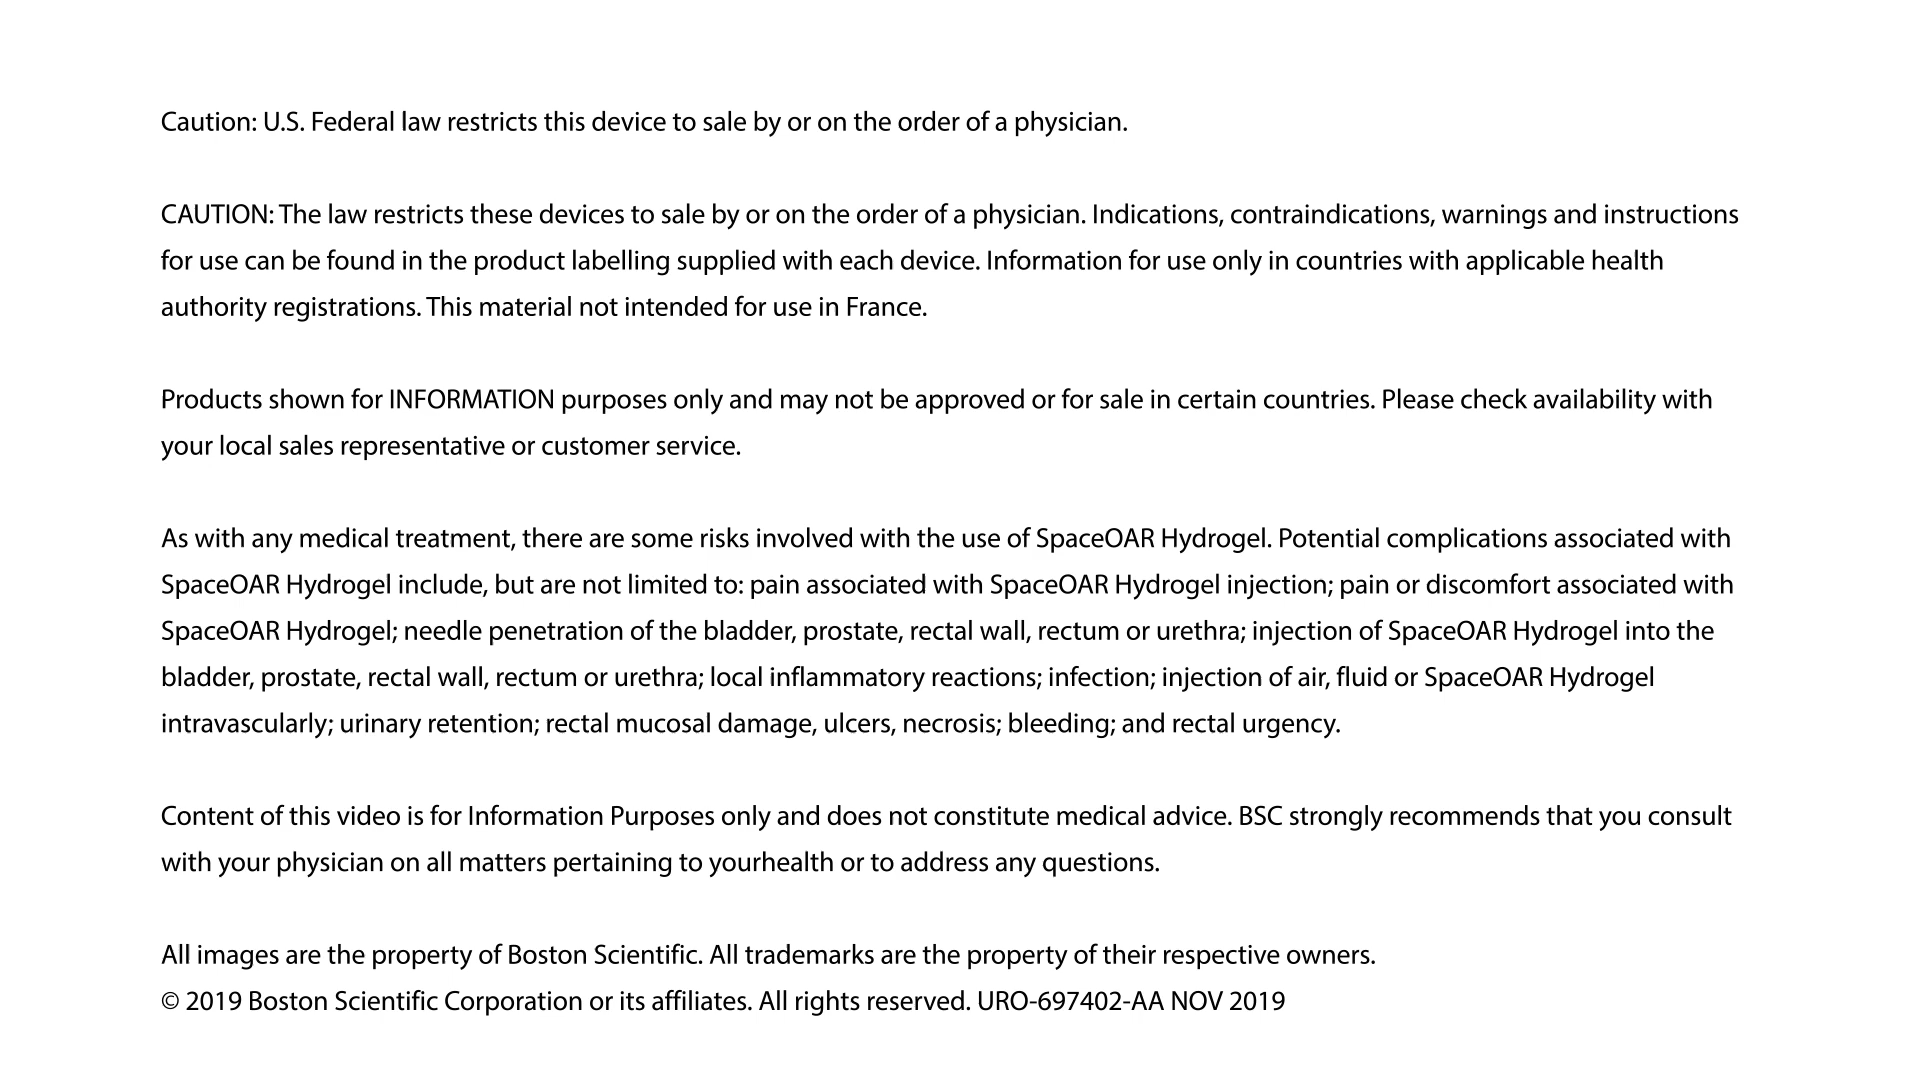 Caution: U.S. Federal law restricts this device to sale by or on the order of a physician.
CAUTION: The law restricts these devices to sale by or on the order of a physician. Indications, contraindications, warnings and instructions
for use can be found in the product labelling supplied with each device. Information for use only in countries with applicable health
authority registrations. This material not intended for use in France.
Products shown for INFORMATION purposes only and may not be approved or for sale in certain countries. Please check availability with
your local sales representative or customer service.
As with any medical treatment, there are some risks involved with the use of SpaceOAR Hydrogel. Potential complications associated with
SpaceOAR Hydrogel include, but are not limited to: pain associated with SpaceOAR Hydrogel injection; pain or discomfort associated with
SpaceOAR Hydrogel; needle penetration of the bladder, prostate, rectal wall, rectum or urethra; injection of SpaceOAR Hydrogel into the
bladder, prostate, rectal wall, rectum or urethra; local inflammatory reactions; infection; injection of air, fluid or SpaceOAR Hydrogel
intravascularly; urinary retention; rectal mucosal damage, ulcers, necrosis; bleeding; and rectal urgency.
Content of this video is for Information Purposes only and does not constitute medical advice. BSC strongly recommends that you consult
with your physician on all matters pertaining to yourhealth or to address any questions.
All images are the property of Boston Scientific. All trademarks are the property of their respective owners.
© 2019 Boston Scientific Corporation or its affiliates. All rights reserved. URO-697402-AA NOV 2019